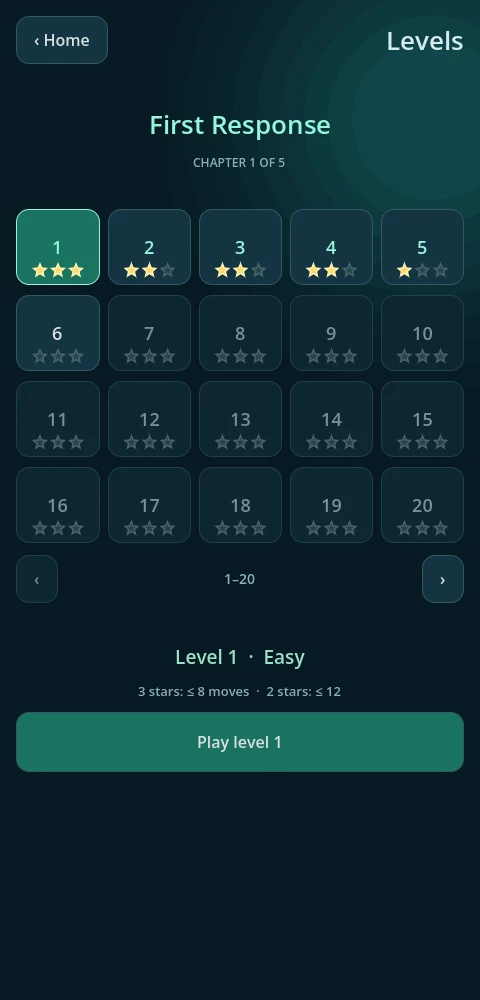 ‹ Home
Levels
First Response
CHAPTER 1 OF 5
1 2 3 4 5
6 7 8 9 10
11 12 13 14 15
16 17 18 19 20
‹ 1–20 ›
Level 1 · Easy
3 stars: ≤ 8 moves · 2 stars: ≤ 12
Play level 1